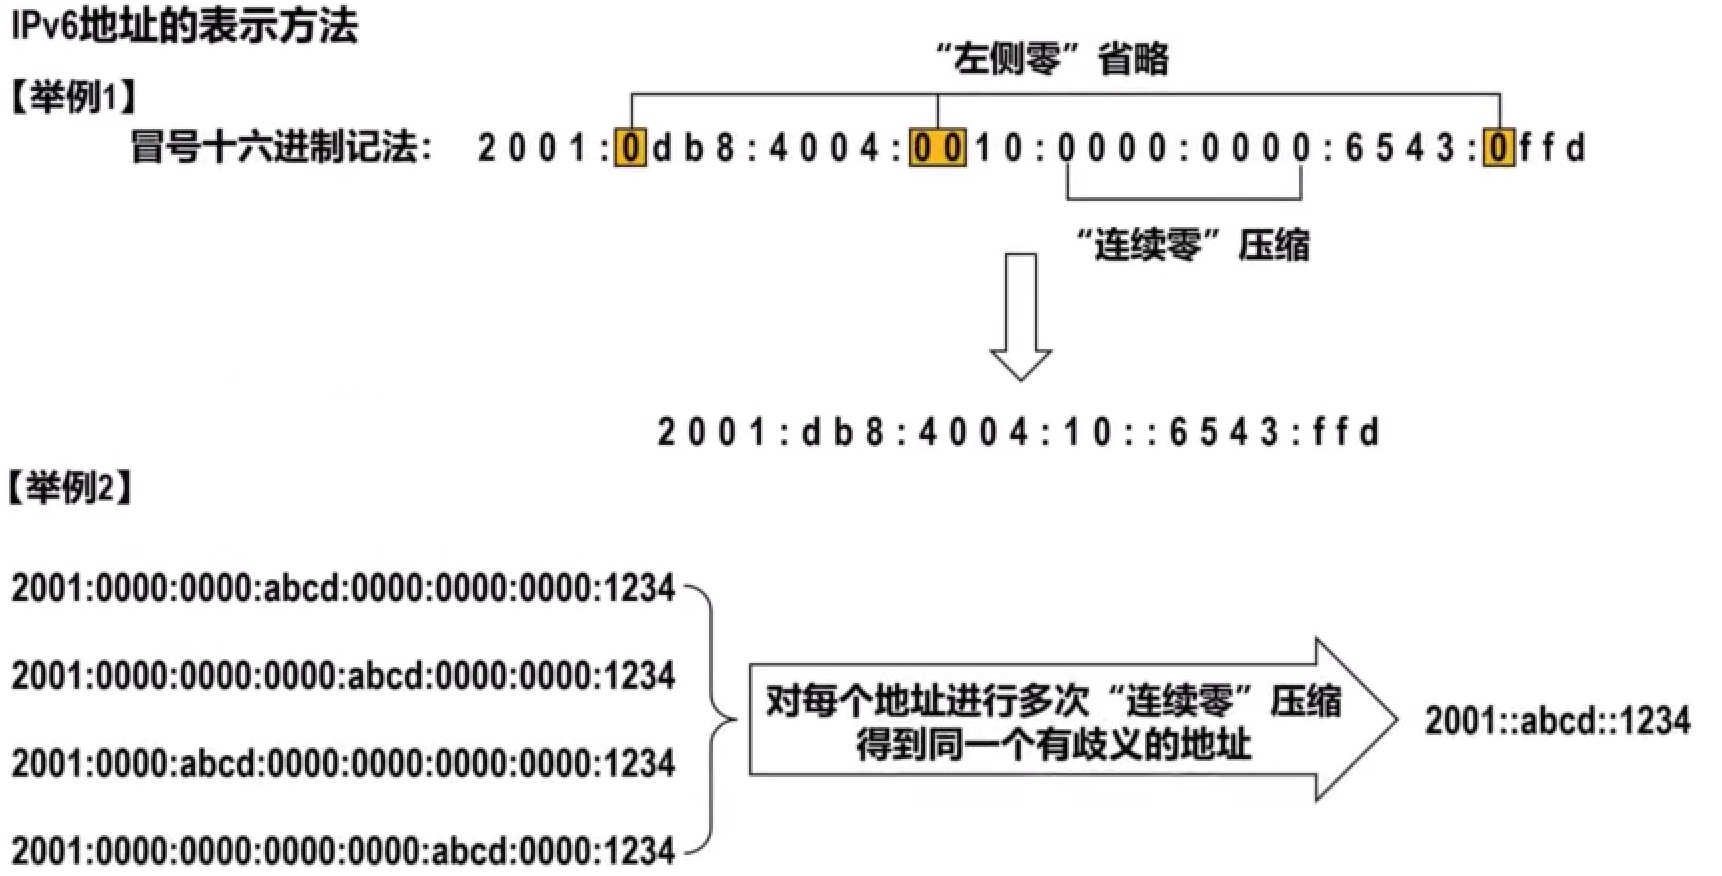 IPv6地址的表示方法
“左侧零”省略
【举例1】
冒号十六进制记法: 2001:0db8:4004:0010:0000:0000:6543:0ffd
“连续零”压缩
2001:db8:4004:10::6543:ffd
【举例2】
2001:0000:0000:abcd:0000:0000:0000:1234
2001:0000:0000:0000:abcd:0000:0000:1234
2001:0000:abcd:0000:0000:0000:0000:1234
2001:0000:0000:0000:0000:abcd:0000:1234
对每个地址进行多次“连续零”压缩
得到同一个有歧义的地址
2001::abcd::1234